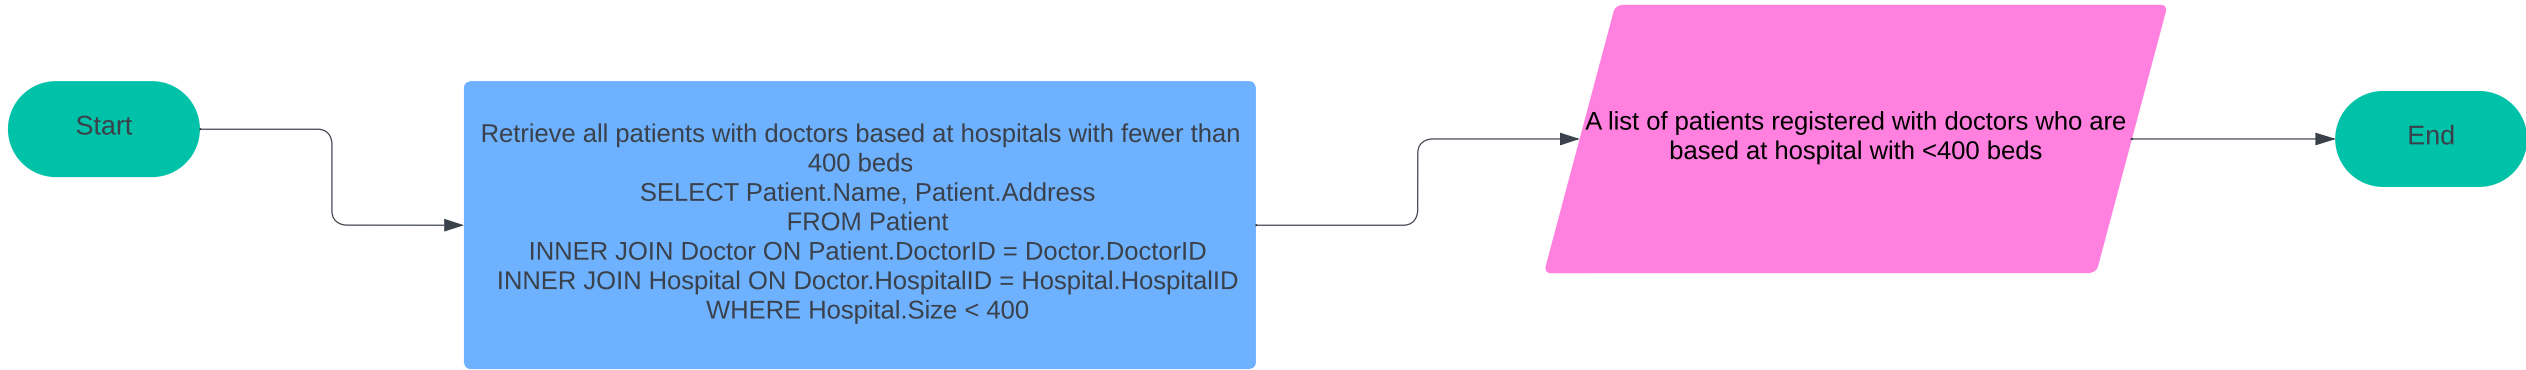 Start
Retrieve all patients with doctors based at hospitals with fewer than
400 beds
SELECT Patient.Name, Patient.Address
FROM Patient
INNER JOIN Doctor ON Patient.DoctorID = Doctor.DoctorID
INNER JOIN Hospital ON Doctor.HospitalID = Hospital.HospitalID
WHERE Hospital.Size < 400
A list of patients registered with doctors who are
based at hospital with <400 beds
End